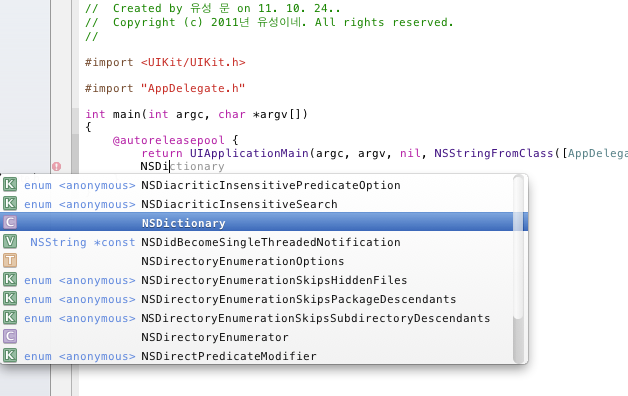 //  Created by 유성 문 on 11. 10. 24..
//  Copyright (c) 2011년 유성이네. All rights reserved.
//
#import <UIKit/UIKit.h>
#import "AppDelegate.h"
int main(int argc, char *argv[])
{
@autoreleasepool {
return UIApplicationMain(argc, argv, nil, NSStringFromClass([AppDelega
NSDictionary
K enum <anonymous> NSDiacriticInsensitivePredicateOption
K enum <anonymous> NSDiacriticInsensitiveSearch
C NSDictionary
V NSString *const NSDidBecomeSingleThreadedNotification
T NSDirectoryEnumerationOptions
K enum <anonymous> NSDirectoryEnumerationSkipsHiddenFiles
K enum <anonymous> NSDirectoryEnumerationSkipsPackageDescendants
K enum <anonymous> NSDirectoryEnumerationSkipsSubdirectoryDescendants
C NSDirectoryEnumerator
K enum <anonymous> NSDirectPredicateModifier